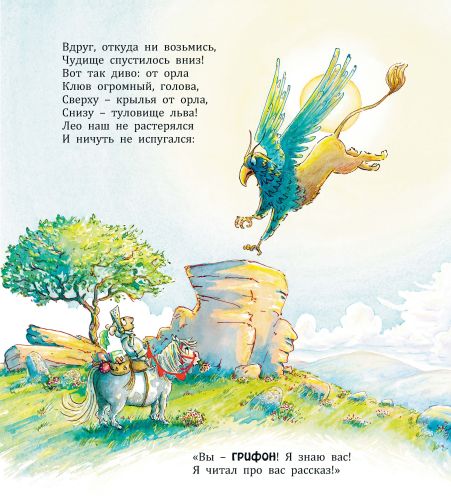 Вдруг, откуда ни возьмись,
Чудище спустилось вниз!
Вот так диво: от орла
Клюв огромный, голова,
Сверху – крылья от орла,
Снизу – туловище льва!
Лео наш не растерялся
И ничуть не испугался:
«Вы – ГРИФОН! Я знаю вас!
Я читал про вас рассказ!»